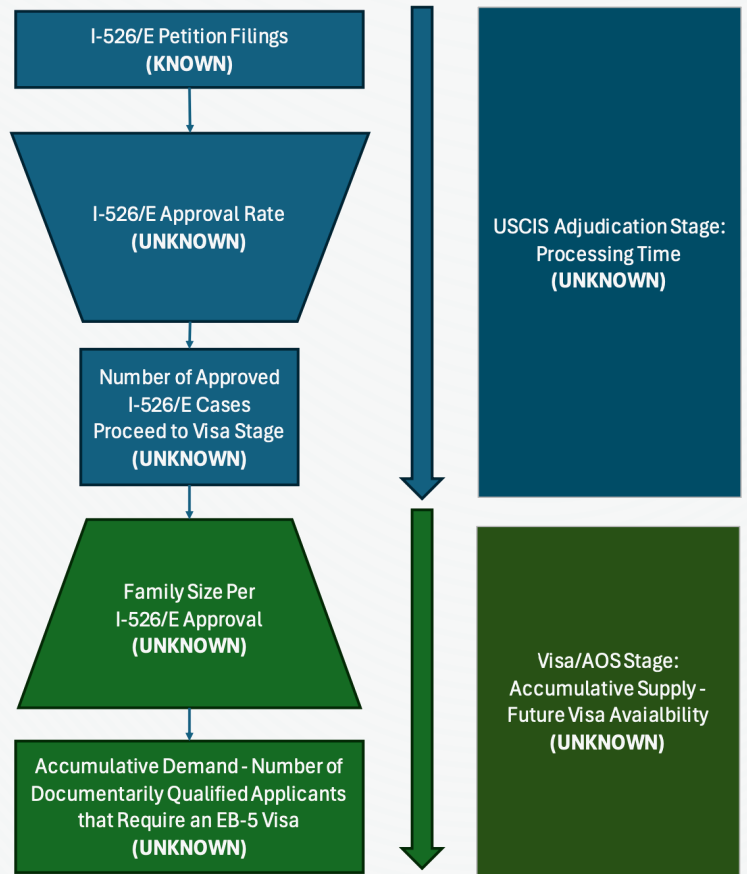 I-526/E Petition Filings
(KNOWN)
I-526/E Approval Rate
(UNKNOWN)
Number of Approved
I-526/E Cases
Proceed to Visa Stage
(UNKNOWN)
Family Size Per
I-526/E Approval
(UNKNOWN)
Accumulative Demand - Number of
Documentarily Qualified Applicants
that Require an EB-5 Visa
(UNKNOWN)
USCIS Adjudication Stage:
Processing Time
(UNKNOWN)
Visa/AOS Stage:
Accumulative Supply -
Future Visa Avaialbility
(UNKNOWN)